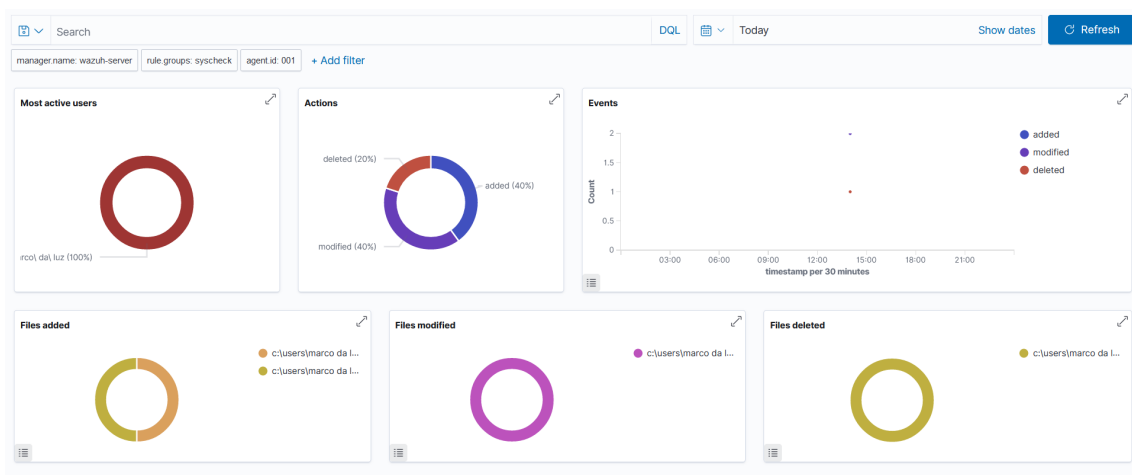 Search DQL Today Show dates Refresh
manager.name: wazuh-server rule.groups: syscheck agent.id: 001 + Add filter
Most active users
rco\ da\ luz (100%)
Actions
deleted (20%)
added (40%)
modified (40%)
Events
2
1.5
1
0.5
0
Count
03:00 06:00 09:00 12:00 15:00 18:00 21:00
timestamp per 30 minutes
added
modified
deleted
Files added
c:\users\marco da l...
c:\users\marco da l...
Files modified
c:\users\marco da l...
Files deleted
c:\users\marco da l...